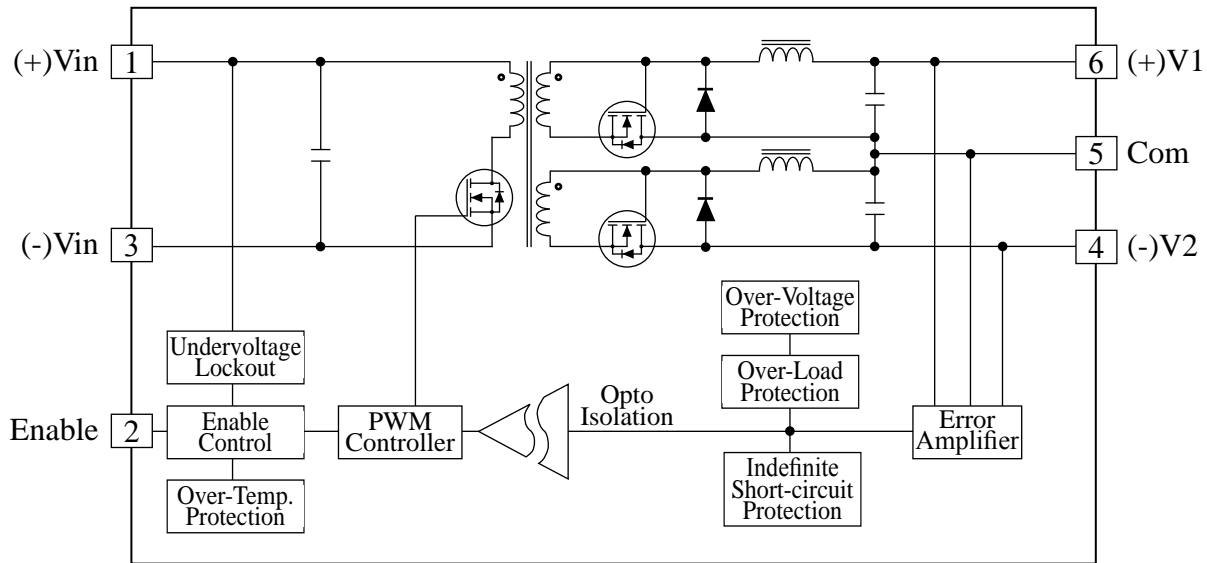 (+)Vin
1
6
(+)V1
5
Com
(-)Vin
3
4
(-)V2
Over-Voltage
Protection
Undervoltage
Lockout
Over-Load
Protection
Opto
Isolation
Enable
2
Enable
Control
PWM
Controller
Error
Amplifier
Over-Temp.
Protection
Indefinite
Short-circuit
Protection